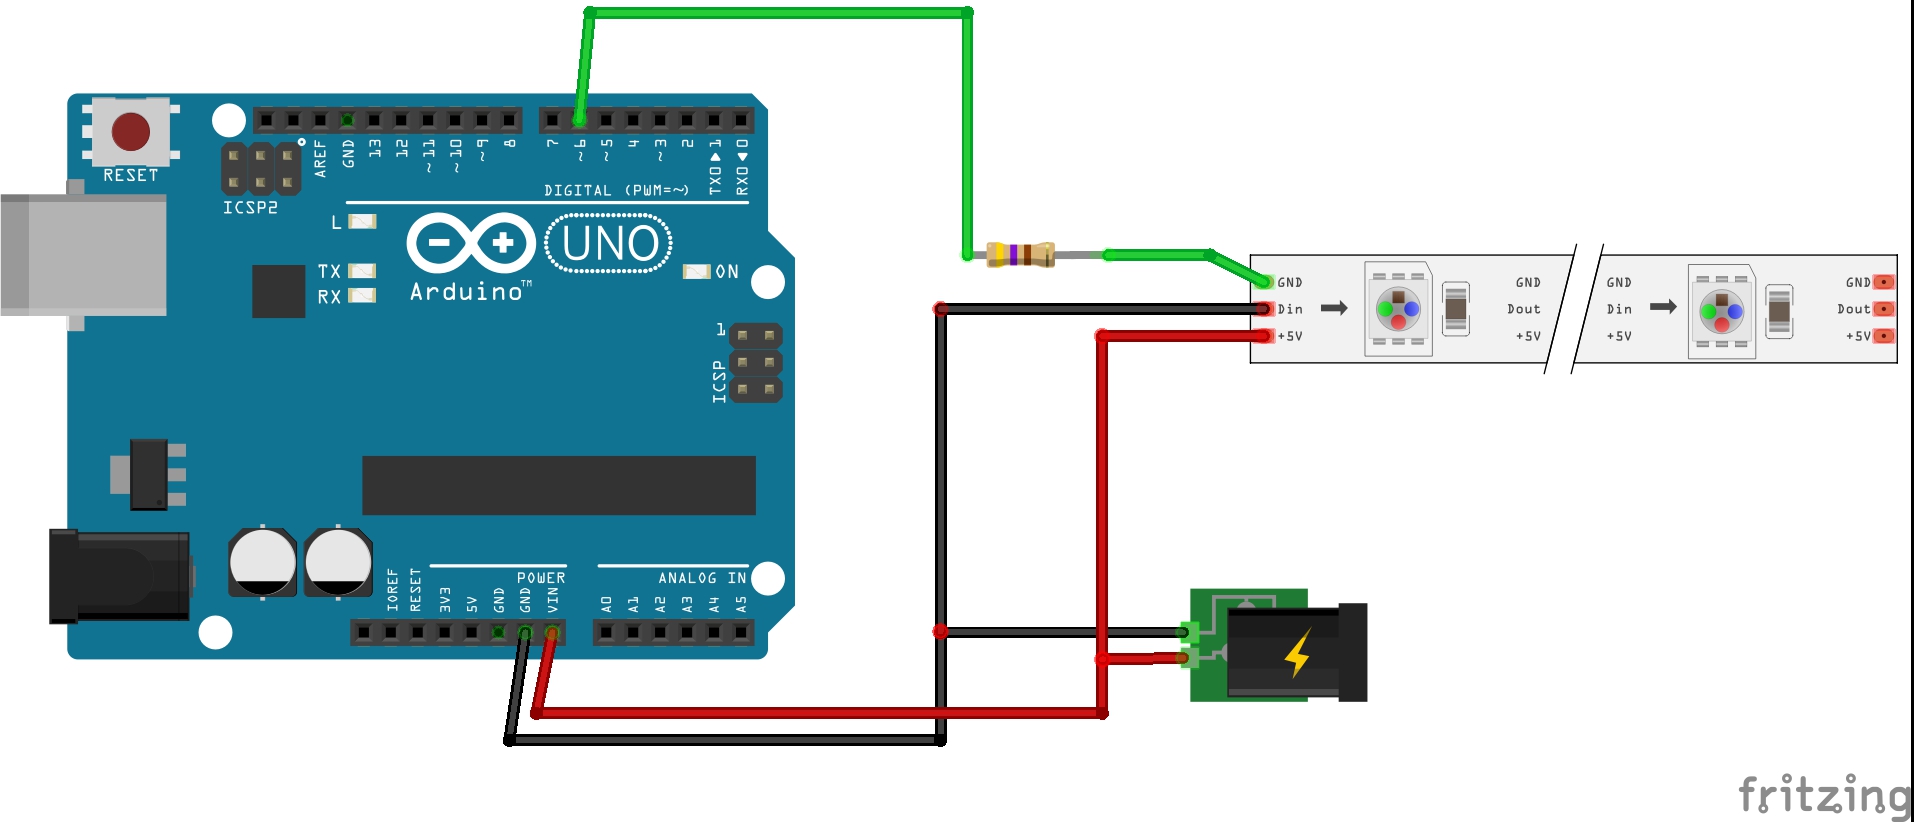 RESET
ICSP2
AREF
GND
13
12
~11
~10
~9
8
7
~6
~5
4
~3
2
TX0▶1
RX0◀0
DIGITAL (PWM=~)
L
TX
RX
UNO
Arduino™
ON
1
ICSP
IOREF
RESET
3V3
5V
GND
GND
VIN
POWER
A0
A1
A2
A3
A4
A5
ANALOG IN
GND GND GND GND
Din Dout Din Dout
+5V +5V +5V +5V
fritzing